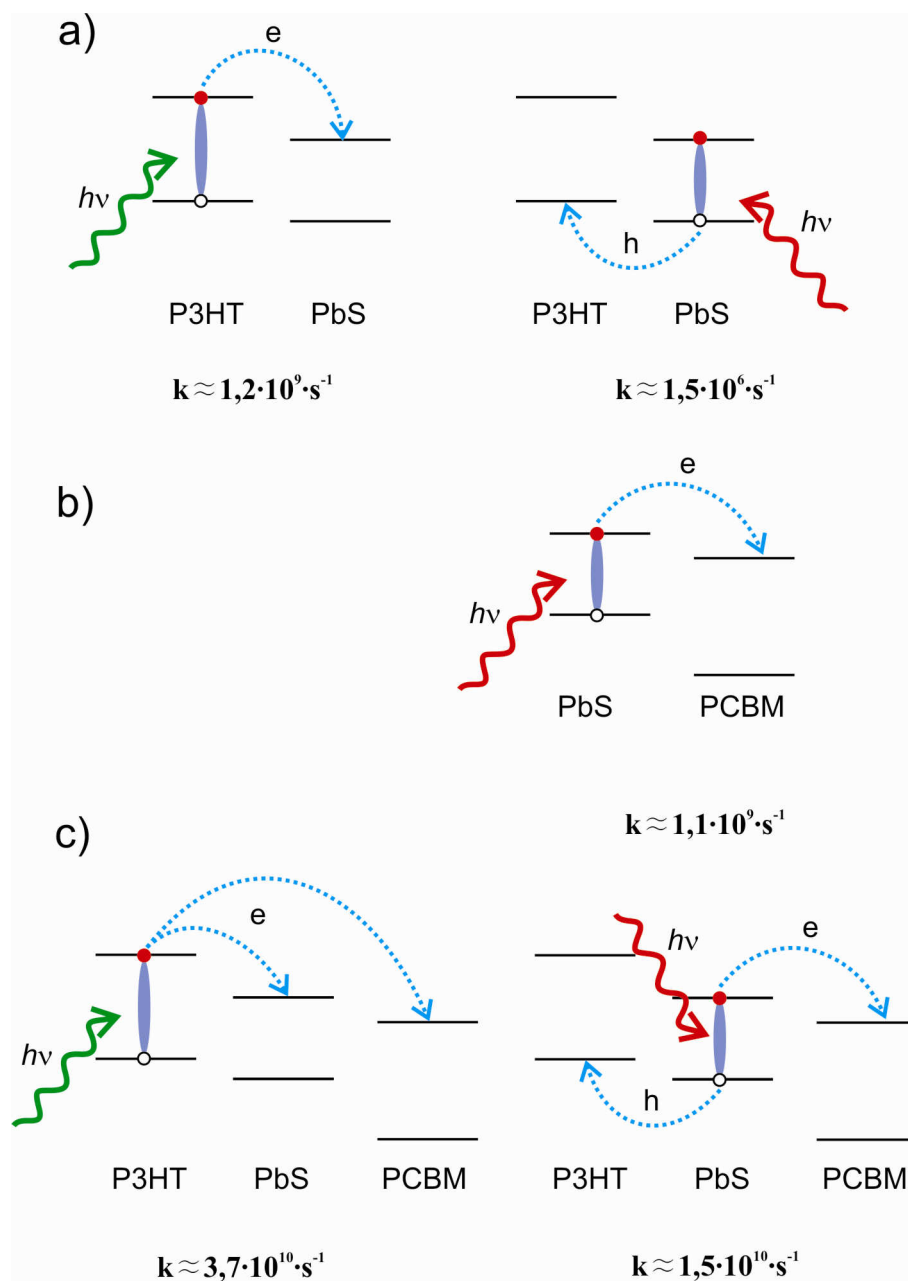 a)
e
hν
hν
h
P3HT PbS P3HT PbS
k ≈ 1,2·10⁹·s⁻¹ k ≈ 1,5·10⁶·s⁻¹
b)
e
hν
PbS PCBM
k ≈ 1,1·10⁹·s⁻¹
c)
e
hν
e
hν
h
P3HT PbS PCBM P3HT PbS PCBM
k ≈ 3,7·10¹⁰·s⁻¹ k ≈ 1,5·10¹⁰·s⁻¹